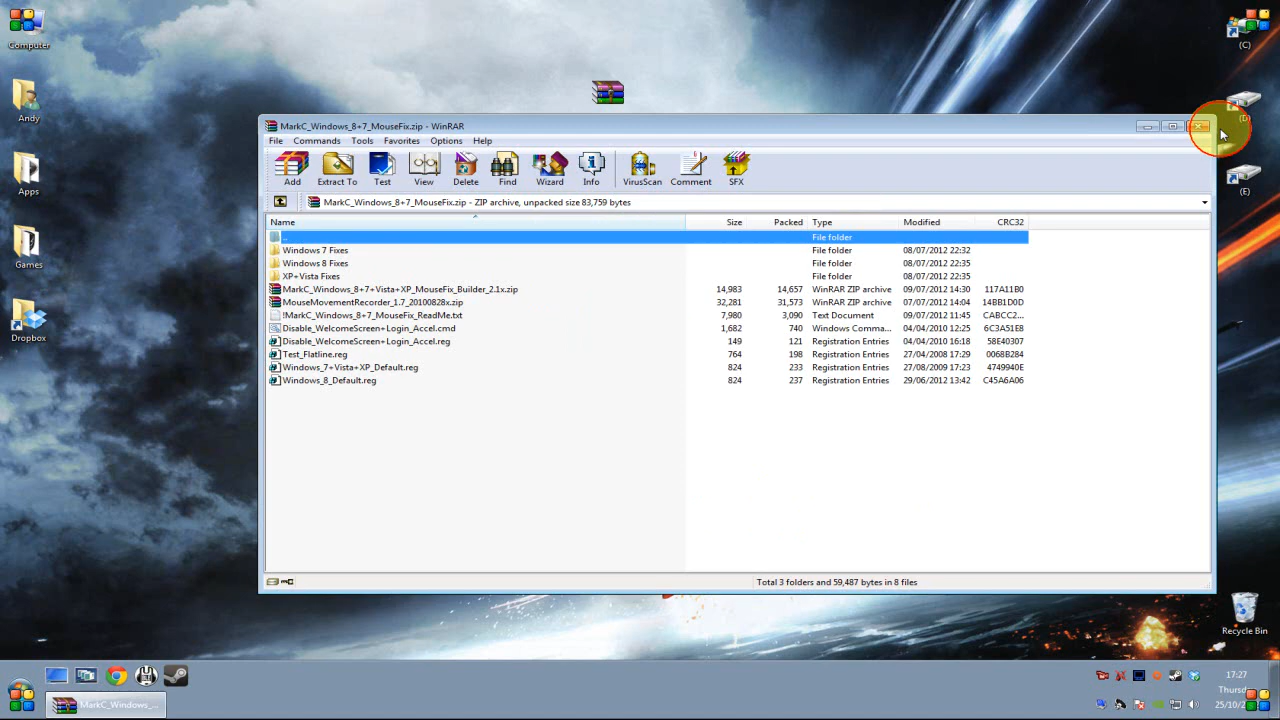 Computer
Andy
Apps
Games
Dropbox
(C)
(D)
(E)
Recycle Bin
MarkC_Windows_8+7_MouseFix.zip - WinRAR
File Commands Tools Favorites Options Help
Add Extract To Test View Delete Find Wizard Info VirusScan Comment SFX
MarkC_Windows_8+7_MouseFix.zip - ZIP archive, unpacked size 83,759 bytes
Name Size Packed Type Modified CRC32
.. File folder
Windows 7 Fixes File folder 08/07/2012 22:32
Windows 8 Fixes File folder 08/07/2012 22:35
XP+Vista Fixes File folder 08/07/2012 22:35
MarkC_Windows_8+7+Vista+XP_MouseFix_Builder_2.1x.zip 14,983 14,657 WinRAR ZIP archive 09/07/2012 14:30 117A11B0
MouseMovementRecorder_1.7_20100828x.zip 32,281 31,573 WinRAR ZIP archive 07/07/2012 14:04 14BB1D0D
!MarkC_Windows_8+7_MouseFix_ReadMe.txt 7,980 3,090 Text Document 09/07/2012 11:45 CABCC2...
Disable_WelcomeScreen+Login_Accel.cmd 1,682 740 Windows Comma... 04/04/2010 12:25 6C3A51E8
Disable_WelcomeScreen+Login_Accel.reg 149 121 Registration Entries 04/04/2010 16:18 58E40307
Test_Flatline.reg 764 198 Registration Entries 27/04/2008 17:29 0068B284
Windows_7+Vista+XP_Default.reg 824 233 Registration Entries 27/08/2009 17:23 4749940E
Windows_8_Default.reg 824 237 Registration Entries 29/06/2012 13:42 C45A6A06
Total 3 folders and 59,487 bytes in 8 files
MarkC_Windows_...
17:27
Thursd
25/10/2